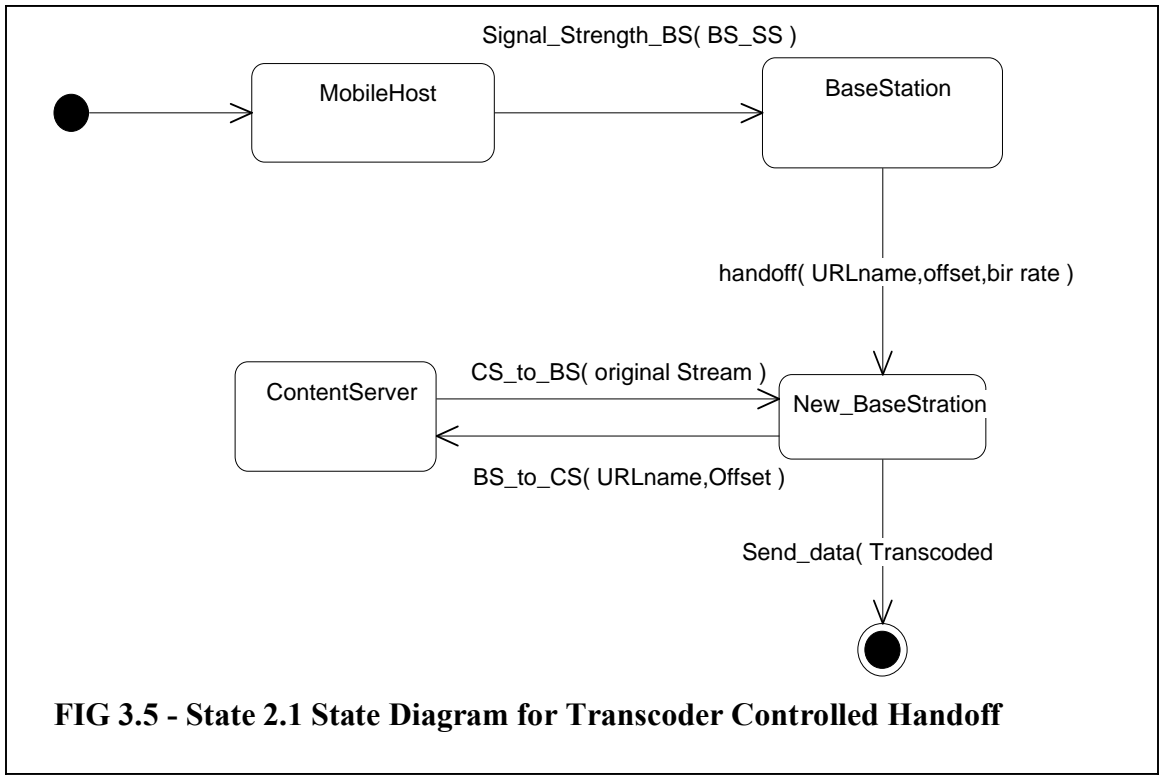 Signal_Strength_BS( BS_SS )
MobileHost
BaseStation
handoff( URLname,offset,bir rate )
CS_to_BS( original Stream )
ContentServer
New_BaseStration
BS_to_CS( URLname,Offset )
Send_data( Transcoded
FIG 3.5 - State 2.1 State Diagram for Transcoder Controlled Handoff